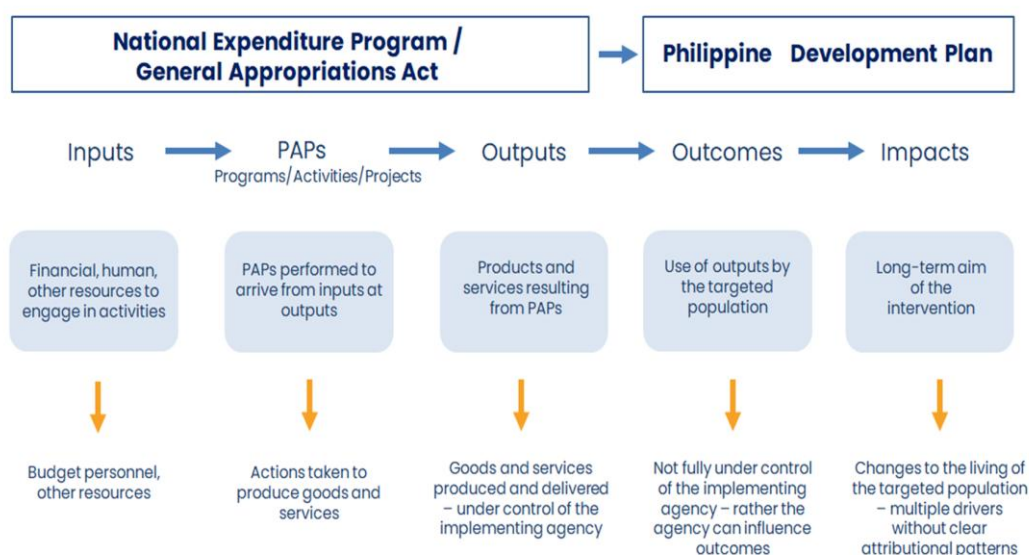 National Expenditure Program /
General Appropriations Act
Philippine Development Plan
Inputs
PAPs
Programs/Activities/Projects
Outputs
Outcomes
Impacts
Financial, human,
other resources to
engage in activities
PAPs performed to
arrive from inputs at
outputs
Products and
services resulting
from PAPs
Use of outputs by
the targeted
population
Long-term aim
of the
intervention
Budget personnel,
other resources
Actions taken to
produce goods and
services
Goods and services
produced and delivered
– under control of the
implementing agency
Not fully under control
of the implementing
agency – rather the
agency can influence
outcomes
Changes to the living of
the targeted population
– multiple drivers
without clear
attributional patterns